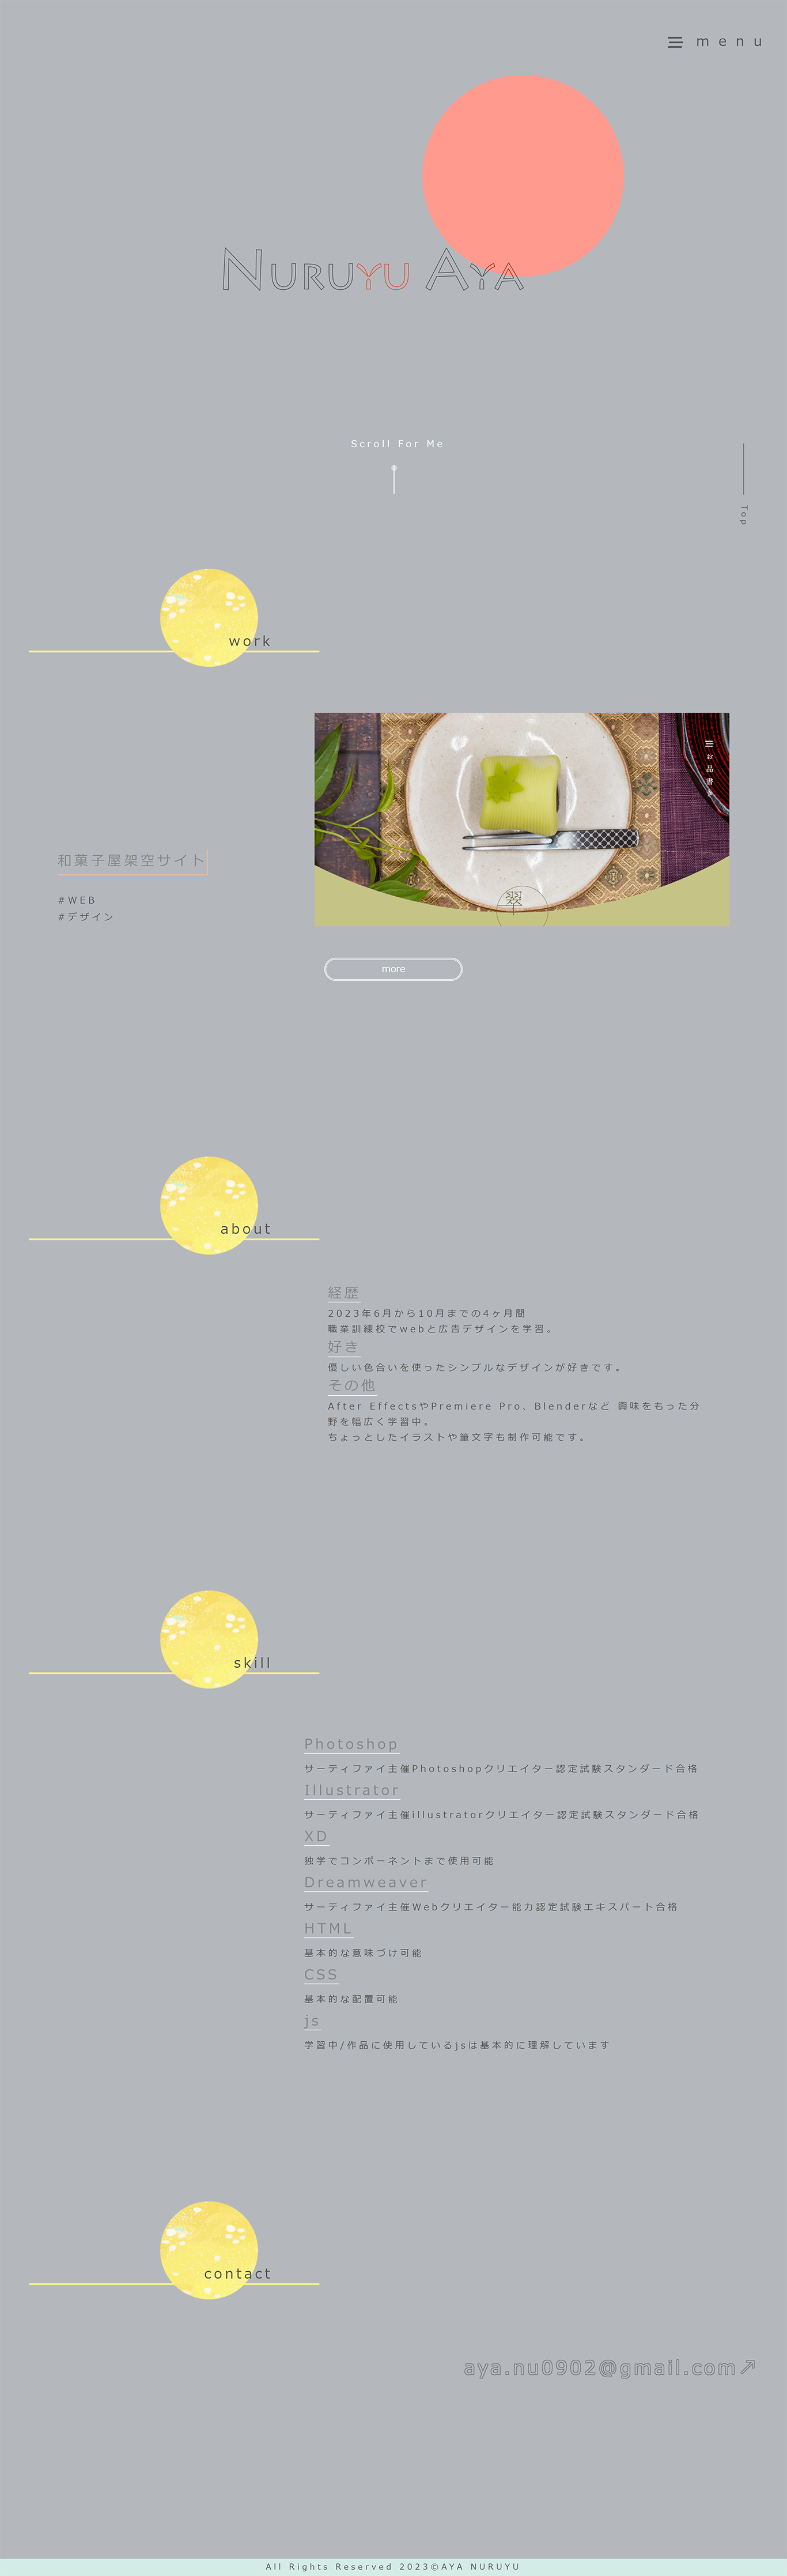 menu
NURUYU AYA
Scroll For Me
Top
work
お品書き
翠
和菓子屋架空サイト
#WEB
#デザイン
more
about
経歴
2023年6月から10月までの4ヶ月間
職業訓練校でwebと広告デザインを学習。
好き
優しい色合いを使ったシンプルなデザインが好きです。
その他
After EffectsやPremiere Pro、Blenderなど 興味をもった分
野を幅広く学習中。
ちょっとしたイラストや筆文字も制作可能です。
skill
Photoshop
サーティファイ主催Photoshopクリエイター認定試験スタンダード合格
Illustrator
サーティファイ主催illustratorクリエイター認定試験スタンダード合格
XD
独学でコンポーネントまで使用可能
Dreamweaver
サーティファイ主催Webクリエイター能力認定試験エキスパート合格
HTML
基本的な意味づけ可能
CSS
基本的な配置可能
js
学習中/作品に使用しているjsは基本的に理解しています
contact
aya.nu0902@gmail.com↗
All Rights Reserved 2023©AYA NURUYU